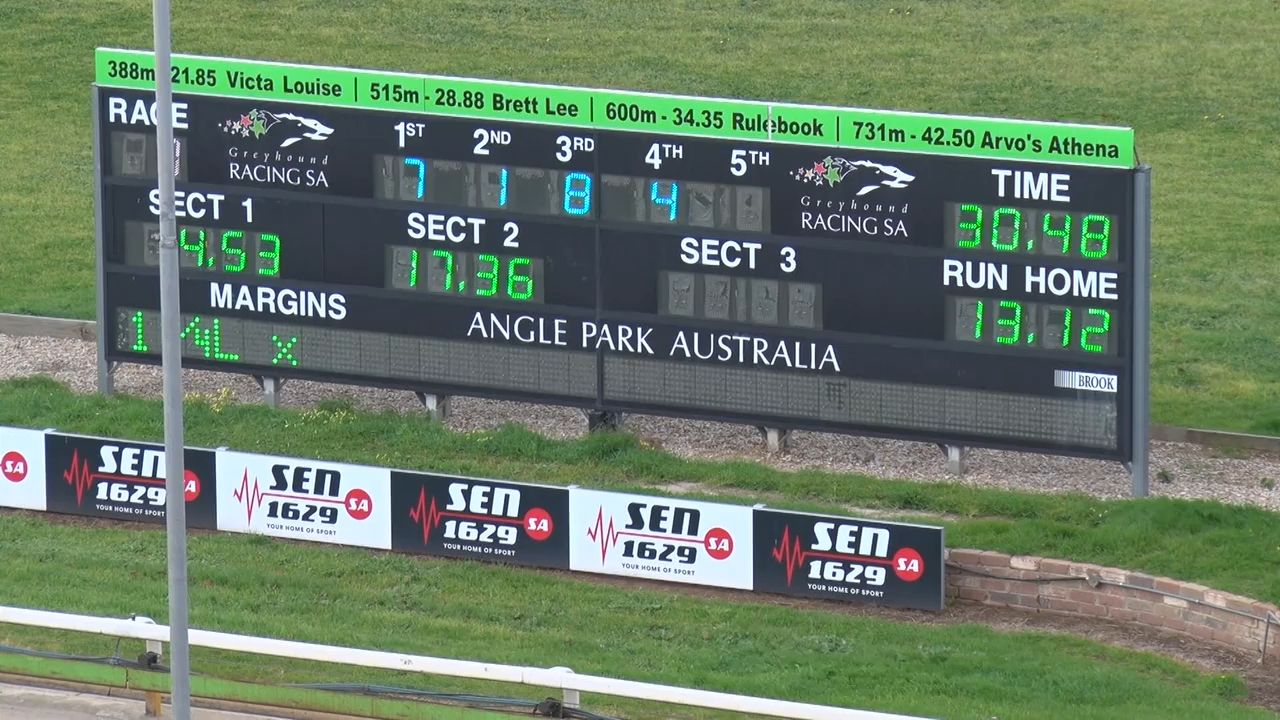 388m 21.85 Victa Louise | 515m - 28.88 Brett Lee | 600m - 34.35 Rulebook | 731m - 42.50 Arvo's Athena
RACE
Greyhound
RACING SA
1ST 2ND 3RD 4TH 5TH
7 1 8 4
Greyhound
RACING SA
TIME
30.48
SECT 1
4.53
SECT 2
17.36
SECT 3
RUN HOME
13.12
MARGINS
1 /4L x
ANGLE PARK AUSTRALIA
BROOK
SA
SEN
1629 SA
YOUR HOME OF SPORT
SEN
1629 SA
YOUR HOME OF SPORT
SEN
1629 SA
YOUR HOME OF SPORT
SEN
1629 SA
YOUR HOME OF SPORT
SEN
1629 SA
YOUR HOME OF SPORT